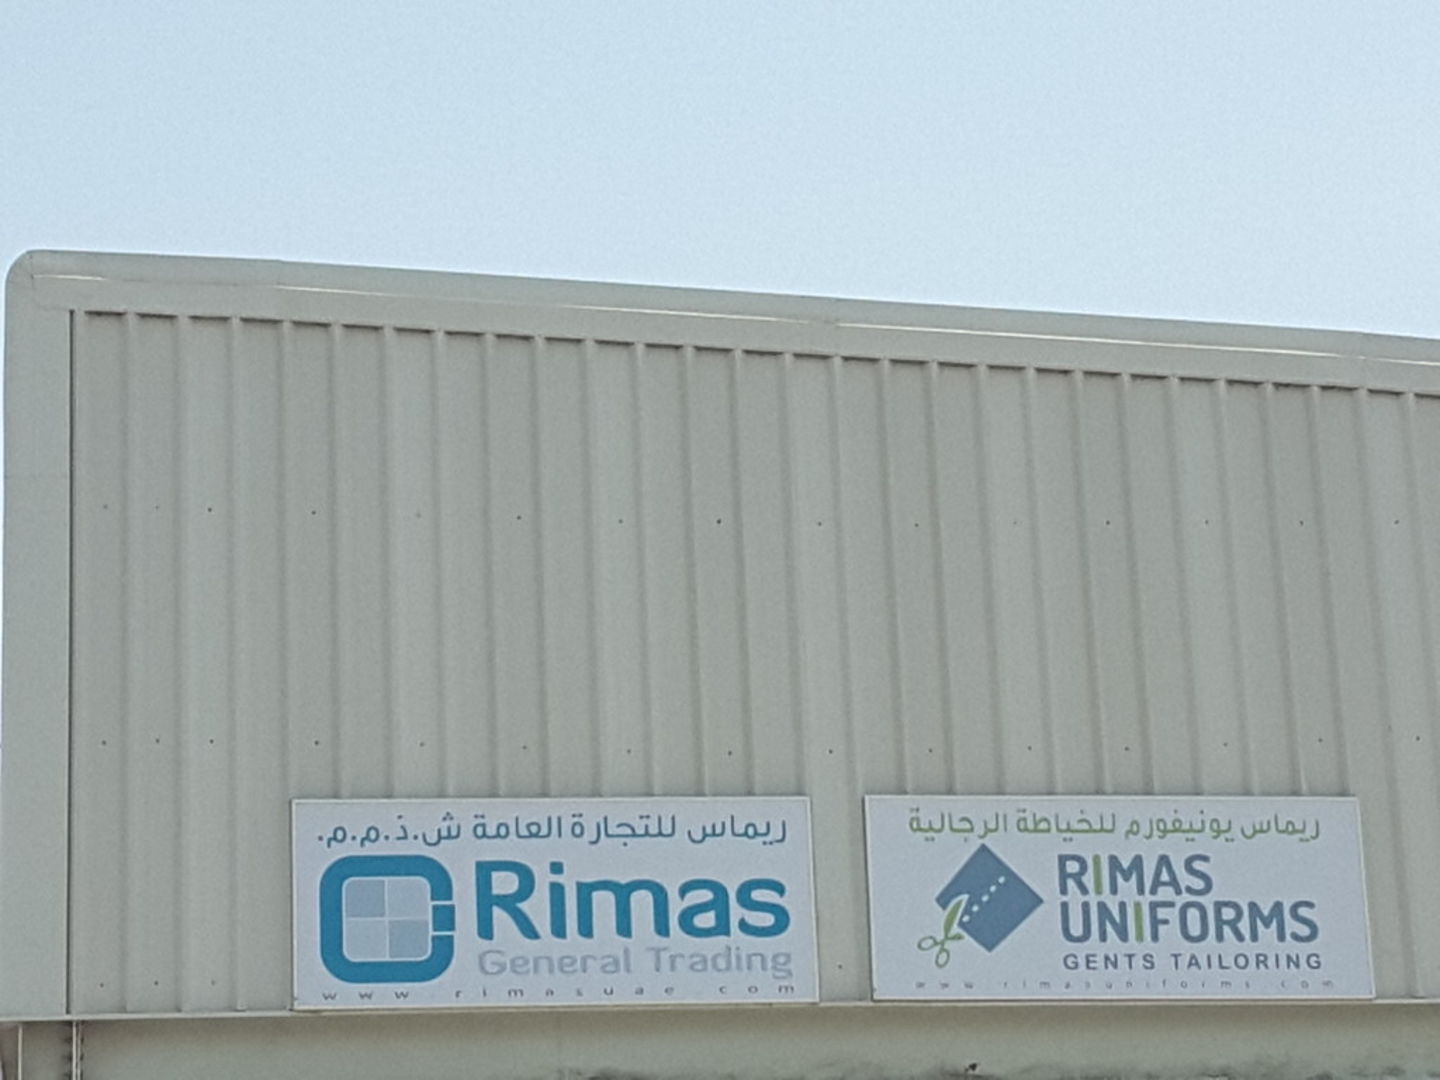 ريماس للتجارة العامة ش.ذ.م.م.
Rimas
General Trading
www rimasuae com
ريماس يونيفورم للخياطة الرجالية
RIMAS
UNIFORMS
GENTS TAILORING
www.rimasuniforms.com